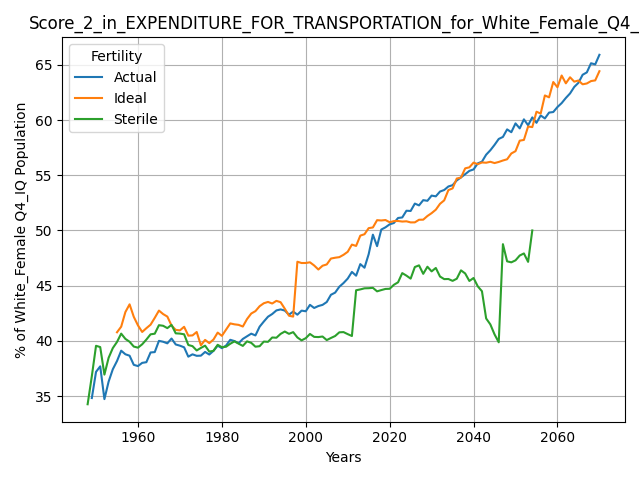 Score_2_in_EXPENDITURE_FOR_TRANSPORTATION_for_White_Female_Q4_
Fertility
Actual
Ideal
Sterile
% of White_Female Q4_IQ Population
65
60
55
50
45
40
35
1960
1980
2000
2020
2040
2060
Years